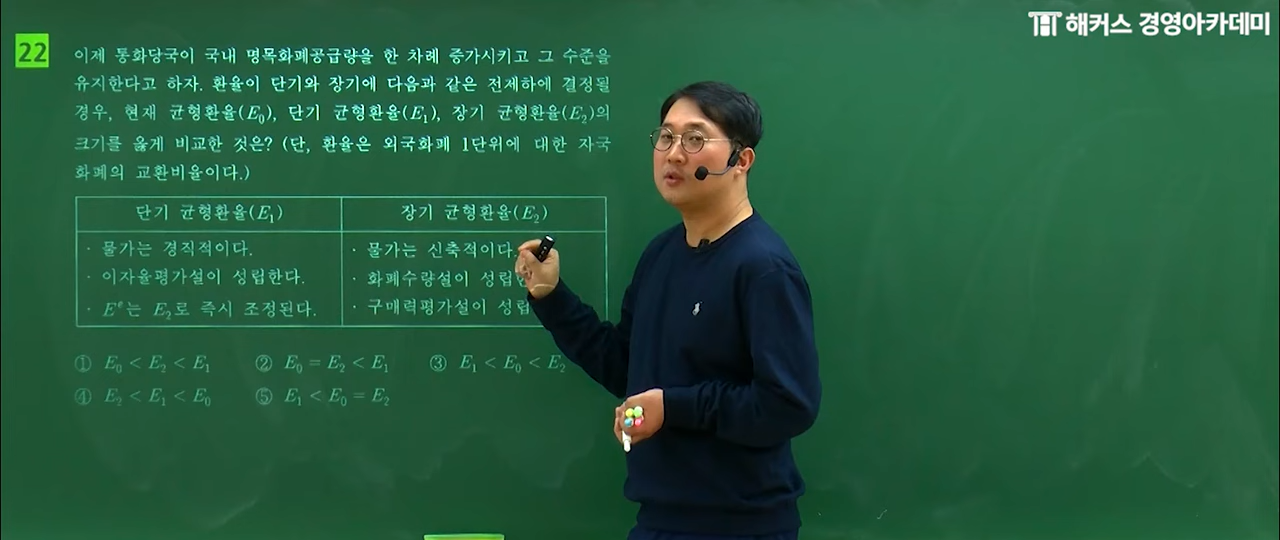 해커스 경영아카데미
22
이제 통화당국이 국내 명목화폐공급량을 한 차례 증가시키고 그 수준을
유지한다고 하자. 환율이 단기와 장기에 다음과 같은 전제하에 결정될
경우, 현재 균형환율(E₀), 단기 균형환율(E₁), 장기 균형환율(E₂)의
크기를 옳게 비교한 것은? (단, 환율은 외국화폐 1단위에 대한 자국
화폐의 교환비율이다.)
단기 균형환율(E₁) 장기 균형환율(E₂)
· 물가는 경직적이다. · 물가는 신축적이다.
· 이자율평가설이 성립한다. · 화폐수량설이 성립
· Eᵉ는 E₂로 즉시 조정된다. · 구매력평가설이 성립
① E₀ < E₂ < E₁ ② E₀ = E₂ < E₁ ③ E₁ < E₀ < E₂
④ E₂ < E₁ < E₀ ⑤ E₁ < E₀ = E₂